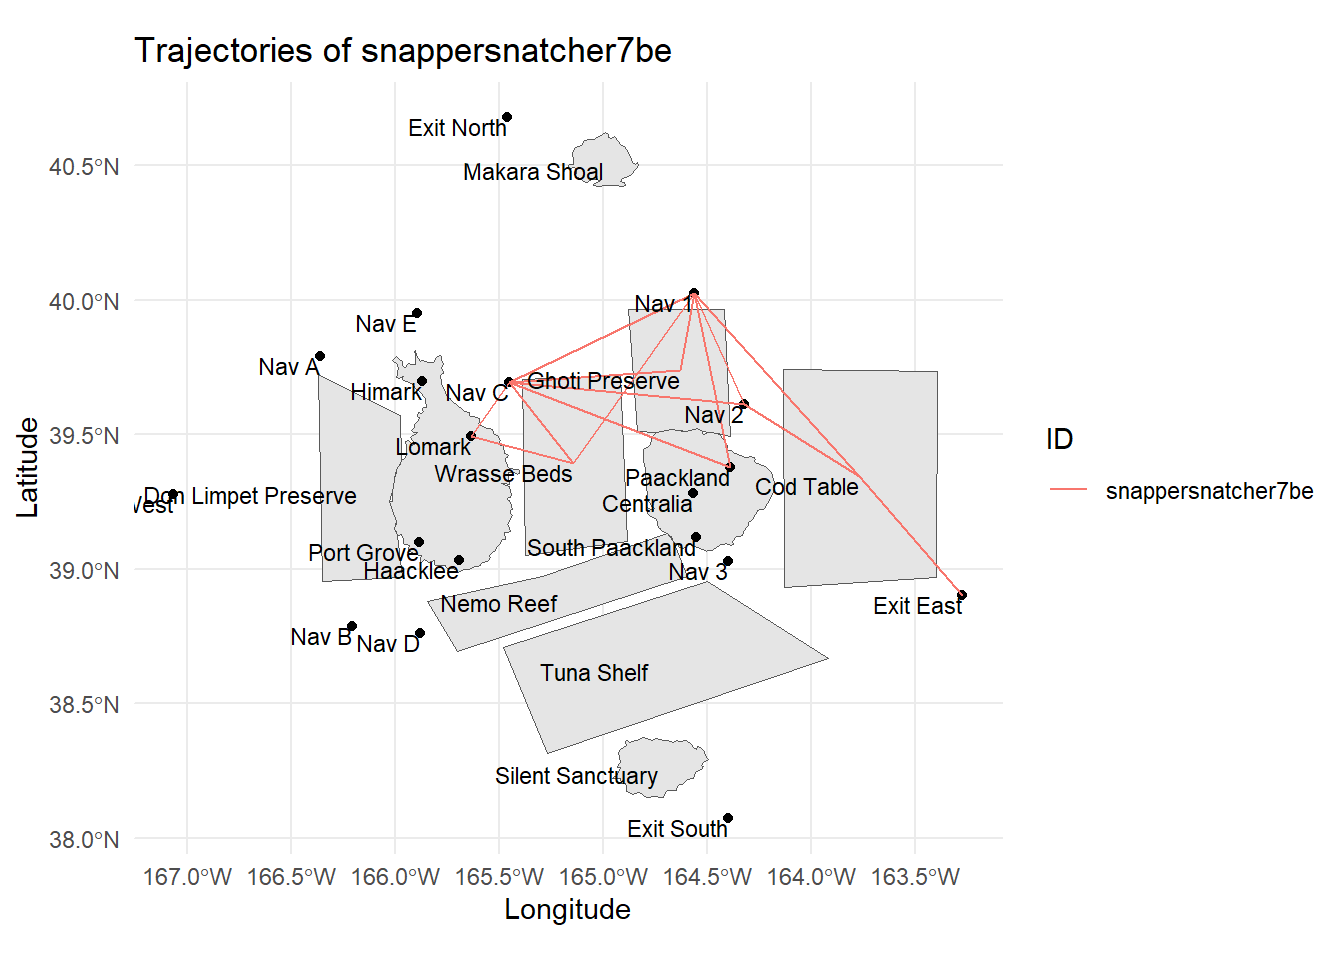 Trajectories of snappersnatcher7be
Exit North
Makara Shoal
40.5°N
40.0°N
39.5°N
39.0°N
38.5°N
38.0°N
Latitude
Nav 1
Nav E
Nav A
Himark
Nav C
Ghoti Preserve
Nav 2
Lomark
Wrasse Beds
Paackland
Cod Table
Don Limpet Preserve
West
Centralia
Port Grove
South Paackland
Haacklee
Nav 3
Nemo Reef
Exit East
Nav B
Nav D
Tuna Shelf
Silent Sanctuary
Exit South
167.0°W 166.5°W 166.0°W 165.5°W 165.0°W 164.5°W 164.0°W 163.5°W
Longitude
ID
snappersnatcher7be